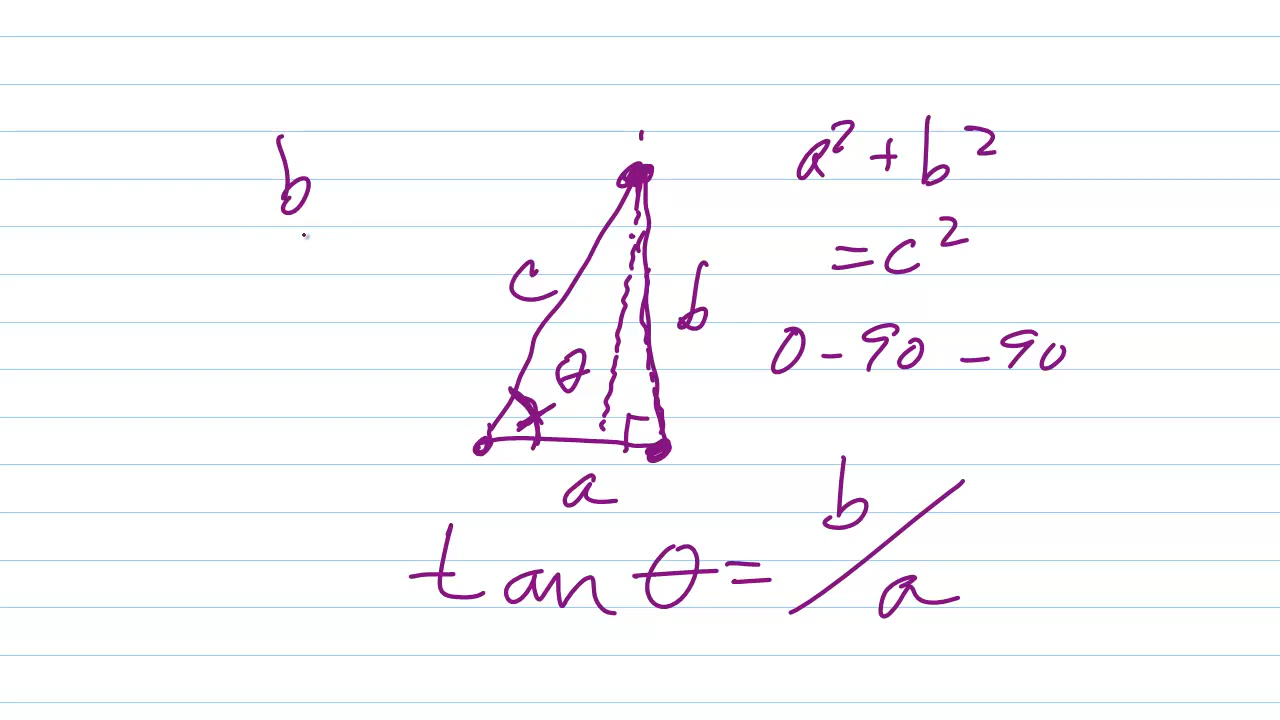 b
a² + b²
= c²
c
b
θ
0 - 90 - 90
a
tan θ = b/a